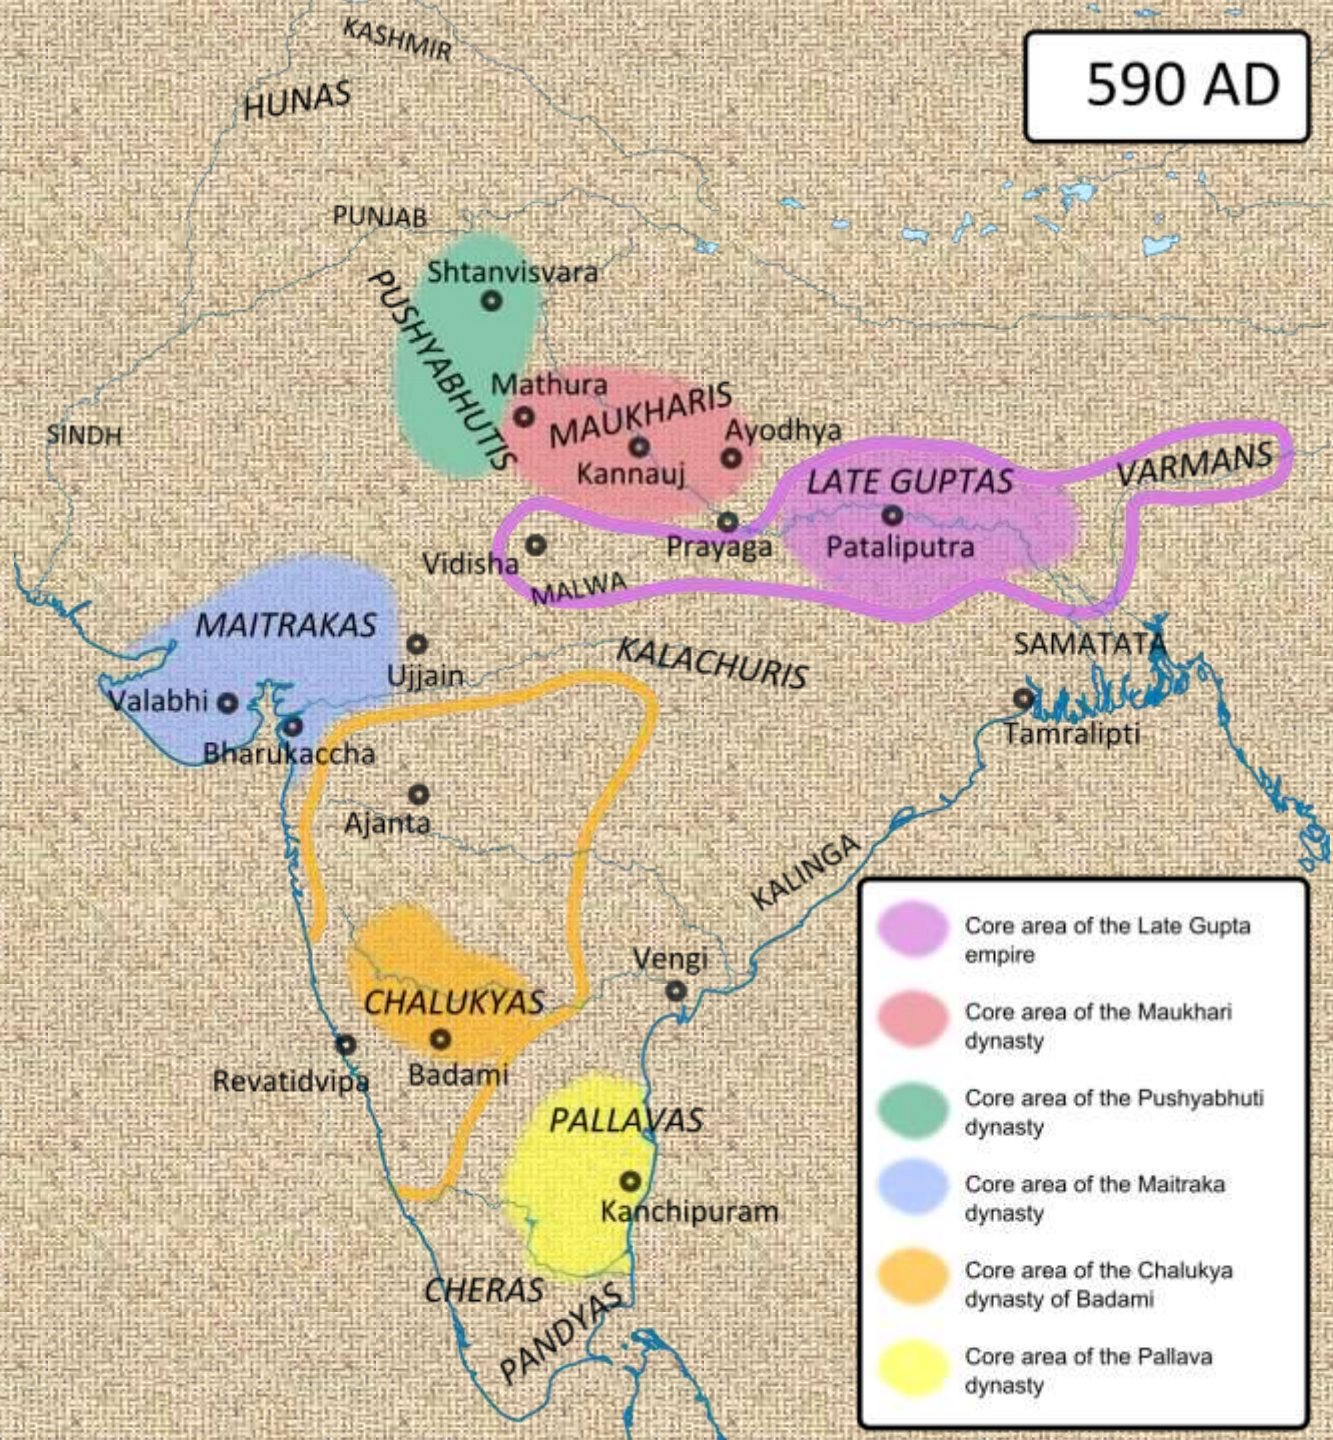 KASHMIR
590 AD
HUNAS
PUNJAB
Shtanvisvara
PUSHYABHUTIS
Mathura
MAUKHARIS
Ayodhya
SINDH
Kannauj
LATE GUPTAS
VARMANS
Prayaga
Pataliputra
Vidisha
MALWA
MAITRAKAS
KALACHURIS
SAMATATA
Ujjain
Valabhi
Tamralipti
Bharukaccha
Ajanta
KALINGA
Vengi
CHALUKYAS
Badami
Revatidvipa
PALLAVAS
Kanchipuram
CHERAS
PANDYAS
Core area of the Late Gupta
empire
Core area of the Maukhari
dynasty
Core area of the Pushyabhuti
dynasty
Core area of the Maitraka
dynasty
Core area of the Chalukya
dynasty of Badami
Core area of the Pallava
dynasty